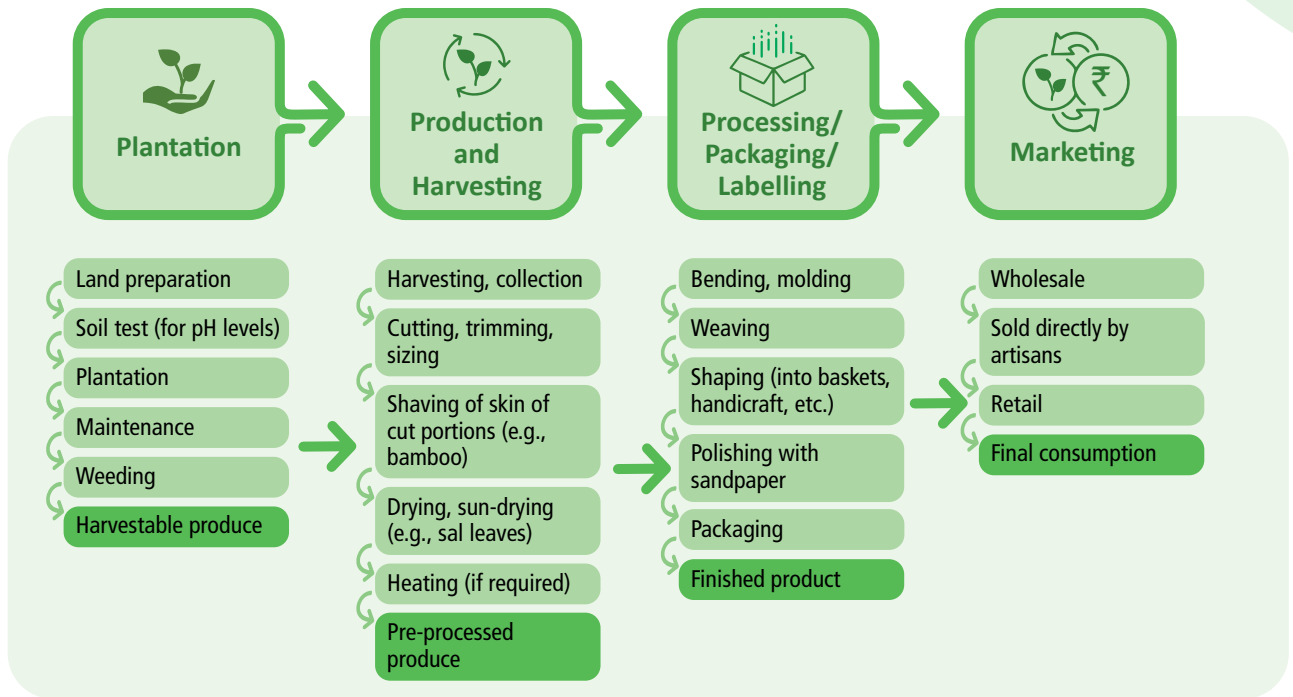 Plantation
Production
and
Harvesting
Processing/
Packaging/
Labelling
₹
Marketing
Land preparation
Soil test (for pH levels)
Plantation
Maintenance
Weeding
Harvestable produce
Harvesting, collection
Cutting, trimming,
sizing
Shaving of skin of
cut portions (e.g.,
bamboo)
Drying, sun-drying
(e.g., sal leaves)
Heating (if required)
Pre-processed
produce
Bending, molding
Weaving
Shaping (into baskets,
handicraft, etc.)
Polishing with
sandpaper
Packaging
Finished product
Wholesale
Sold directly by
artisans
Retail
Final consumption